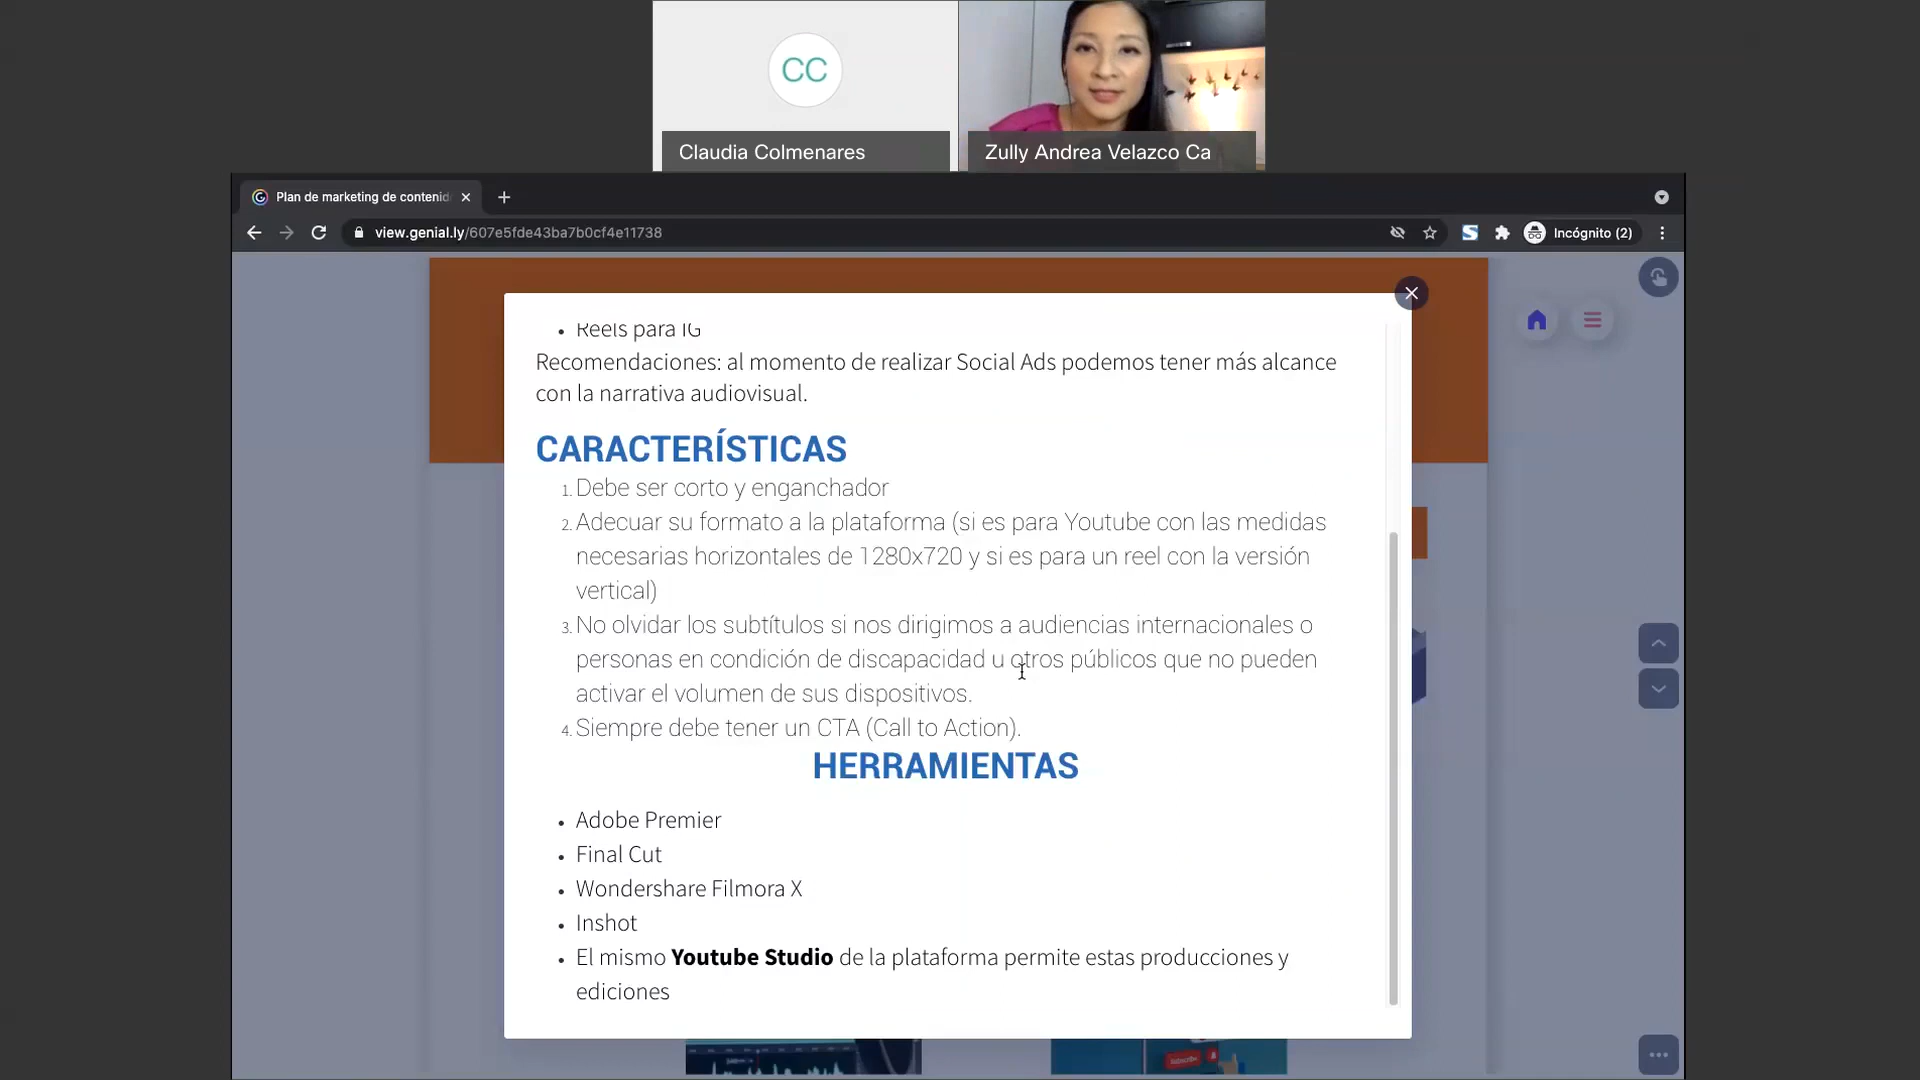 CC
Claudia Colmenares
Zully Andrea Velazco Ca
Plan de marketing de contenid
view.genial.ly/607e5fde43ba7b0cf4e11738
Incógnito (2)
• Reels para IG
Recomendaciones: al momento de realizar Social Ads podemos tener más alcance
con la narrativa audiovisual.
CARACTERÍSTICAS
1. Debe ser corto y enganchador
2. Adecuar su formato a la plataforma (si es para Youtube con las medidas
necesarias horizontales de 1280x720 y si es para un reel con la versión
vertical)
3. No olvidar los subtítulos si nos dirigimos a audiencias internacionales o
personas en condición de discapacidad u otros públicos que no pueden
activar el volumen de sus dispositivos.
4. Siempre debe tener un CTA (Call to Action).
HERRAMIENTAS
• Adobe Premier
• Final Cut
• Wondershare Filmora X
• Inshot
• El mismo Youtube Studio de la plataforma permite estas producciones y
ediciones